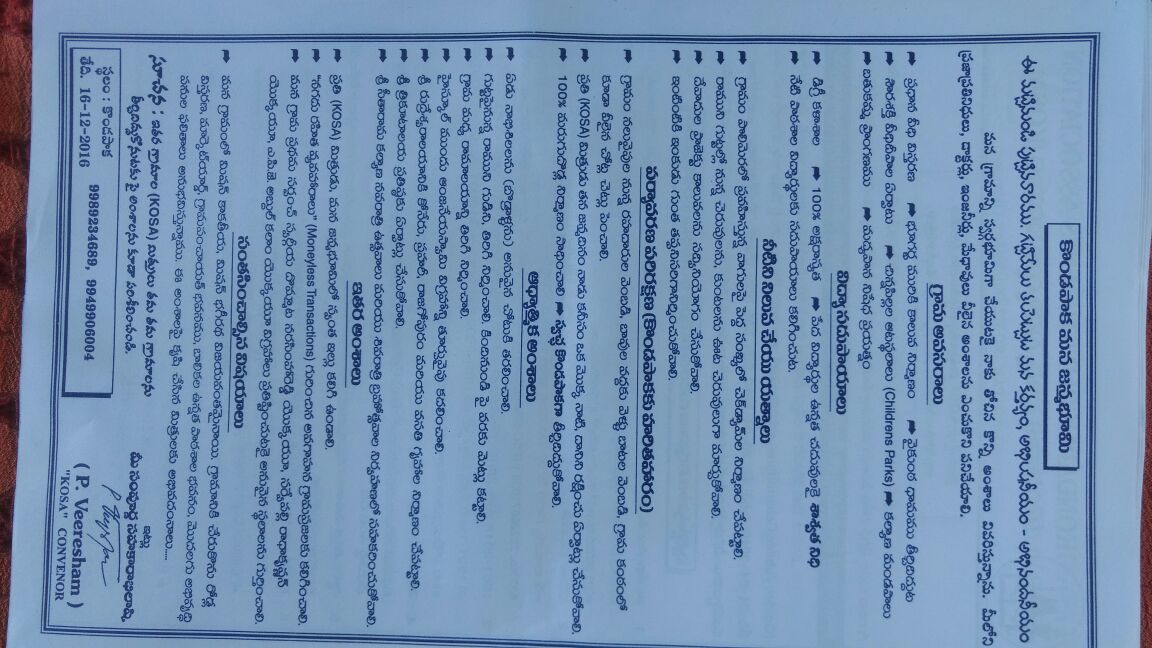 కొండపాక మన జన్మభూమి
ఈ మట్టినుండి పుట్టినవారము. గట్టిమేలు తలపెట్టుట మన కర్తవ్యం, అభిలషణీయం - అభినందనీయం
మన గ్రామాన్ని స్వర్గభూమిగా చేయుటకై నాకు తోచిన కొన్ని అంశాలు వివరిస్తున్నాను. మీలోని
ప్రజాప్రతినిధులు, డాక్టర్లు, ఇంజనీర్లు, మేధావులు వీలైన అంశాలను ఎంచుకొని పనిచేయాలి.
గ్రామ అవసరాలు
➡ ప్రధాన వీధి విస్తరణ ➡ భూగర్భ మురికి కాలువ నిర్మాణం ➡ వైకుంఠ ధామము తీర్చిదిద్దుట
➡ సౌరశక్తి వీధిదీపాల ఏర్పాటు ➡ చిన్నపిల్లల ఆటస్థలాలు (Childrens Parks) ➡ కల్యాణ మండపాలు
➡ బతుకమ్మ ప్రాంగణము ➡ మద్యపాన నిషేధ ప్రయత్నం
విద్యా సదుపాయాలు
➡ డిగ్రీ కళాశాల ➡ 100% అక్షరాస్యత ➡ పేద విద్యార్థుల ఉన్నత చదువులకై శాశ్వత నిధి
➡ నేటి పాఠశాల విద్యార్థులకు సదుపాయాలు కలిగించుట.
నీటిని నిలువ చేయు యత్నాలు
➡ గ్రామం పొలిమెరలో ప్రవహిస్తున్న వాగులపై పెద్ద సంఖ్యలో చెక్‌డ్యామ్‌ల నిర్మాణం చేపట్టాలి.
➡ రాముని గుట్టల్లో నున్న చెరువులను, కుంటలను ఊట చెరువులుగా మార్చుకోవాలి.
➡ దేవాదుల ప్రాజెక్టు కాలువలను సద్వినియోగం చేసుకోవాలి.
➡ ఇంటింటికి ఇంకుడు గుంత తప్పనిసరిగానిర్మించుకోవాలి.
పర్యావరణ పరిరక్షణ (కొండపాకకు హరితహారం)
➡ గ్రామం నలువైపుల నున్న రహదారుల వెంబడి, బావుల వద్దకు వెళ్ళు బాటల వెంబడి, గ్రామ కంఠంలో
కూడా వీలైన చోట్ల చెట్లు పెంచాలి.
➡ ప్రతి (KOSA) మిత్రుడు తన జన్మదినం నాడు కనీసం ఒక మొక్క నాటి, దానిని రక్షించు ఏర్పాట్లు చేసుకోవాలి.
➡ 100% మరుగుదొడ్ల నిర్మాణం సాధించాలి ➡ స్వచ్ఛ కొండపాకగా తీర్చిదిద్దుకోవాలి.
ఆధ్యాత్మిక అంశాలు
➡ ఏడు నాభిశిలలను (బొడ్రాళ్ళను) అనువైన చోటుకి తరలించాలి.
➡ గుట్టపైనున్న రాముని గుడిని, తిరిగి నిర్మించాలి. కిందినుండి పై వరకు మెట్లు కట్టాలి.
➡ గ్రామ మధ్య రామాలయాన్ని తిరిగి నిర్మించాలి.
➡ హైస్కూల్ ముందు ఆంజనేయస్వామి విగ్రహాన్ని తూర్పువైపు కదలించాలి.
➡ శ్రీ రుద్రేశ్వరాలయానికి కోనేరు, ప్రహరీ, రాజగోపురం మరియు వసతి గృహాల నిర్మాణం చేపట్టాలి.
➡ శ్రీ త్రికూటాలయ ప్రతిష్ఠకు ఏర్పాట్లు చేసుకోవాలి.
➡ శ్రీ సీతారామ కల్యాణ నవరాత్రి ఉత్సవాలు మరియు శివరాత్రి బ్రహోత్సవాల నిర్వహణలో సహకరించుకోవాలి.
ఇతర అంశాలు
➡ ప్రతి (KOSA) మిత్రుడు, మన జన్మభూమిలో స్వంత ఇల్లు కలిగి ఉండాలి.
➡ "నగదు రహిత వ్యవహారాలు" (Moneyless Transactions) గురించిన అవగాహన గ్రామప్రజలకు కలిగించాలి.
➡ మన గ్రామ ప్రథమ సర్పంచ్ స్వర్గీయ దొమ్మాట నరసింహారెడ్డి యొక్కయూ, సర్వేపల్లి రాధాకృష్ణన్
యొక్కయూ, ఎ.పి.జె. అబ్దుల్ కలాం యొక్కయూ విగ్రహాలు ప్రతిష్టించుటకై అనువైన స్థలాలను గుర్తించాలి.
సంతసించాల్సిన విషయాలు
➡ మన గ్రామంలో మిషన్ కాకతీయ, మిషన్ భగీరథ విజయవంతమైనాయి. గ్రామానికి చేరుకొను రోడ్ల
విస్తరణ, మార్కెట్‌యార్డ్, గ్రామపంచాయత్ భవనము, బాలికల ఉన్నత పాఠశాల భవనం, మొదలగు అభివృద్ధి
పనుల ఫలితాలు అనుభవిస్తున్నాము. ఈ అంశాలపై కృషి చేసిన మిత్రులకు అభివదంనాలు.....
సూచన : ఇతర గ్రామాల (KOSA) మిత్రులు తమ తమ గ్రామాలను
తీర్చిదిద్దుకొనుటకు పై అంశాలను కూడా పరిశీలించండి.
ఇట్లు
మీ సంపూర్ణ సహకారాభిలాషి,
స్థలం : కొండపాక
తేది. 16-12-2016
9989234689, 9949906004
( P. Veeresham )
"KOSA" CONVENOR